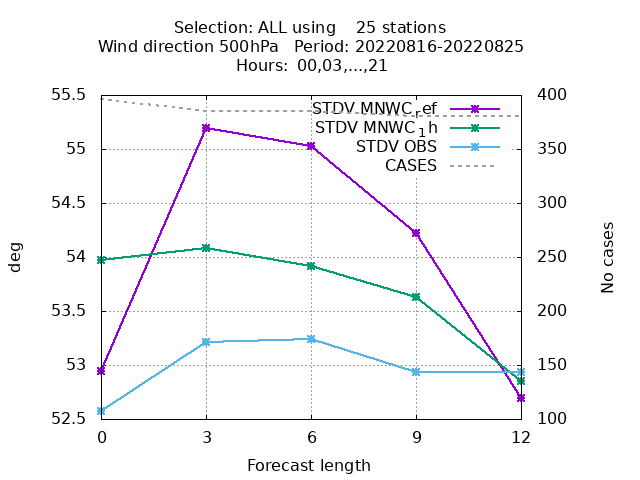 Selection: ALL using    25 stations
Wind direction 500hPa   Period: 20220816-20220825
Hours: 00,03,...,21
55.5
55
54.5
54
53.5
53
52.5
deg
400
350
300
250
200
150
100
No cases
STDV MNWC_ref
STDV MNWC_1h
STDV OBS
CASES
0
3
6
9
12
Forecast length